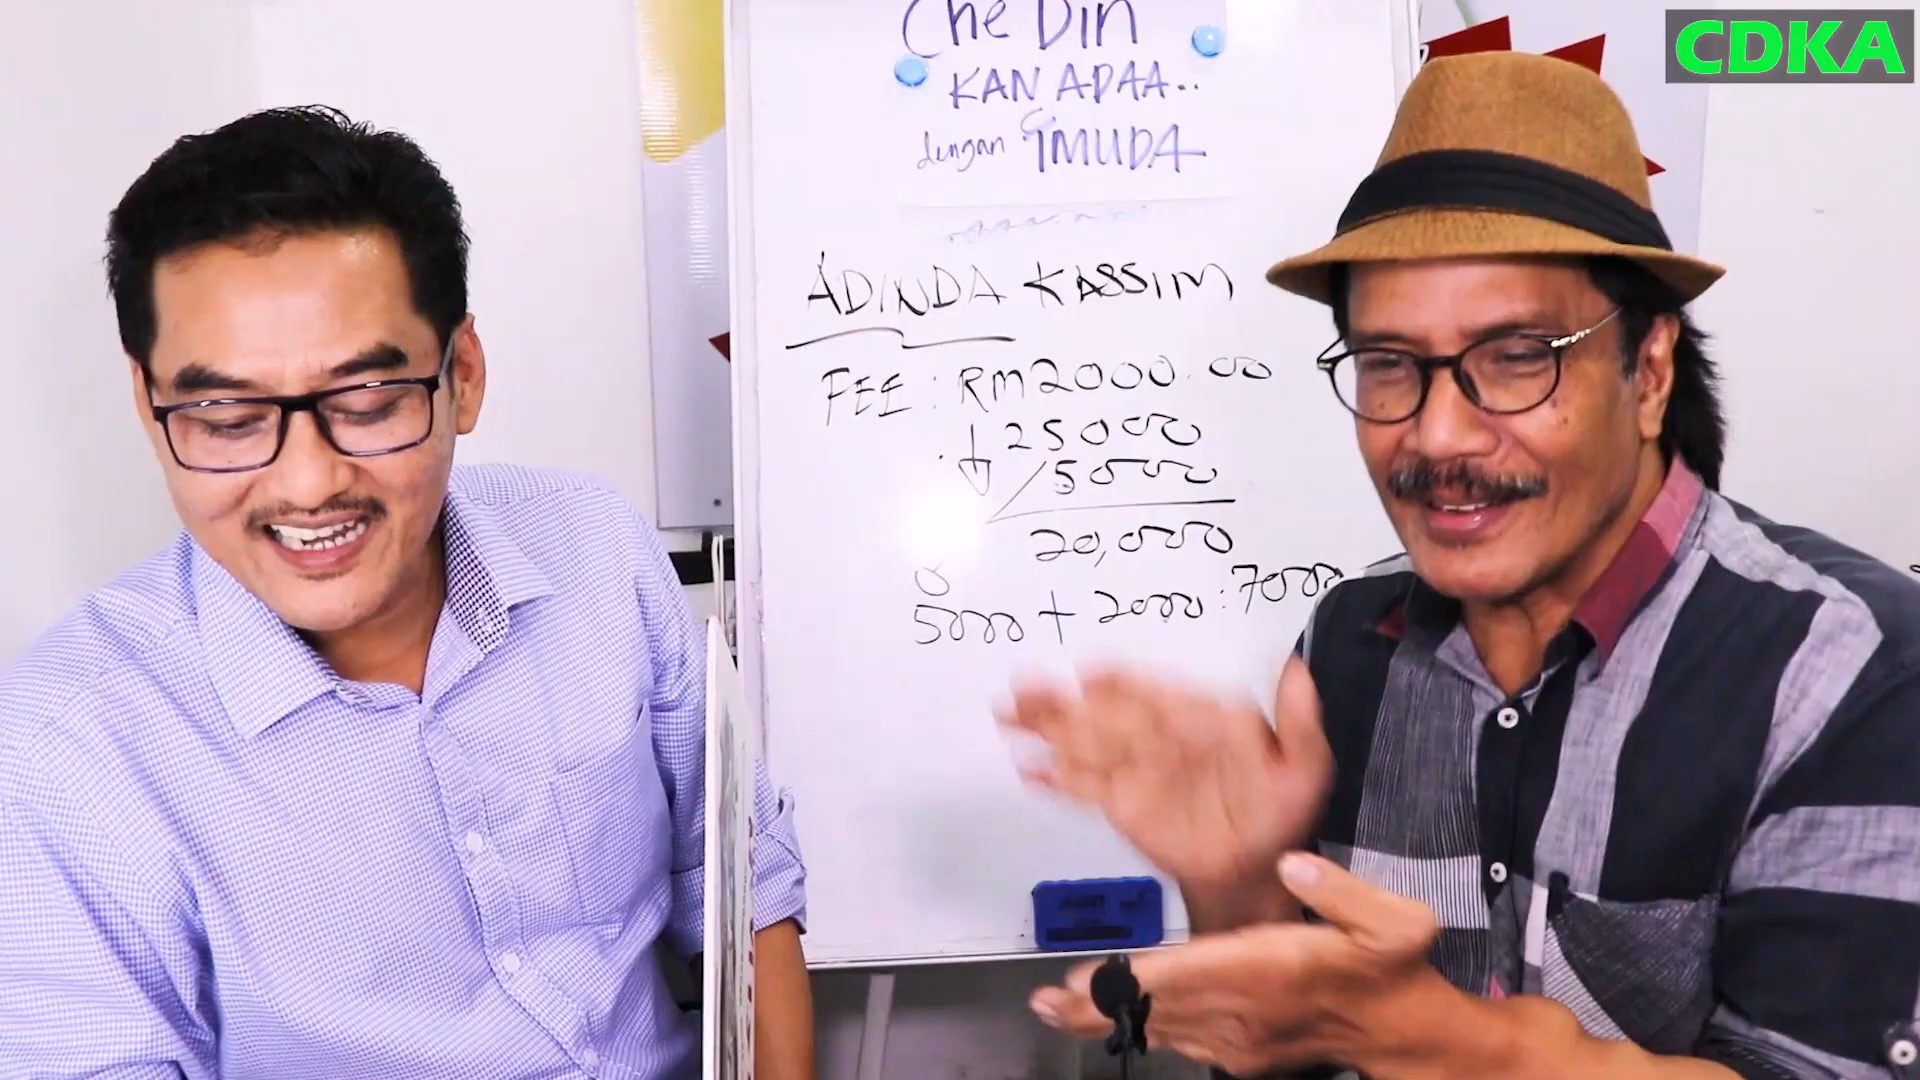 CDKA
Che Din
KAN ADAA..
dengan IMUDA
ADINDA KASSIM
FEE : RM2000.00
25000
5000
20,000
5000 + 2000 : 7000